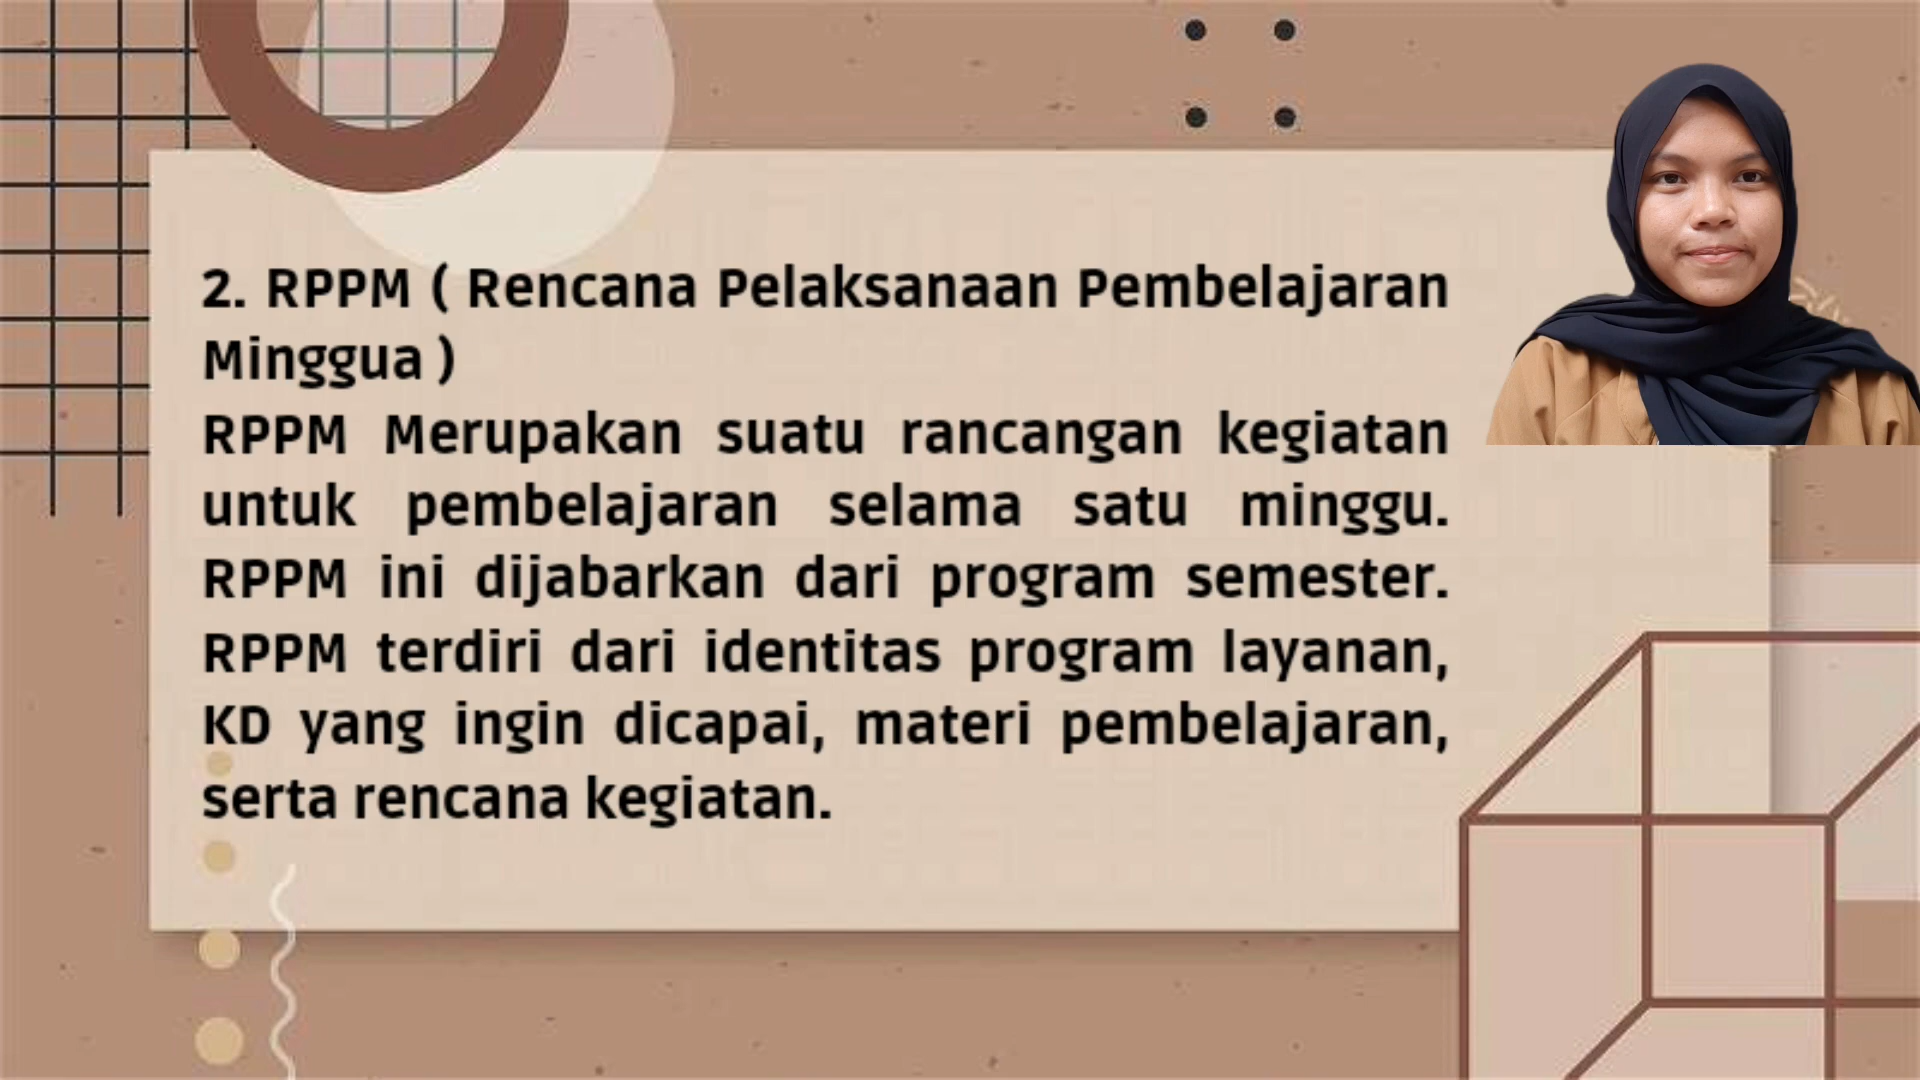 2. RPPM ( Rencana Pelaksanaan Pembelajaran
Minggua )
RPPM Merupakan suatu rancangan kegiatan
untuk pembelajaran selama satu minggu.
RPPM ini dijabarkan dari program semester.
RPPM terdiri dari identitas program layanan,
KD yang ingin dicapai, materi pembelajaran,
serta rencana kegiatan.